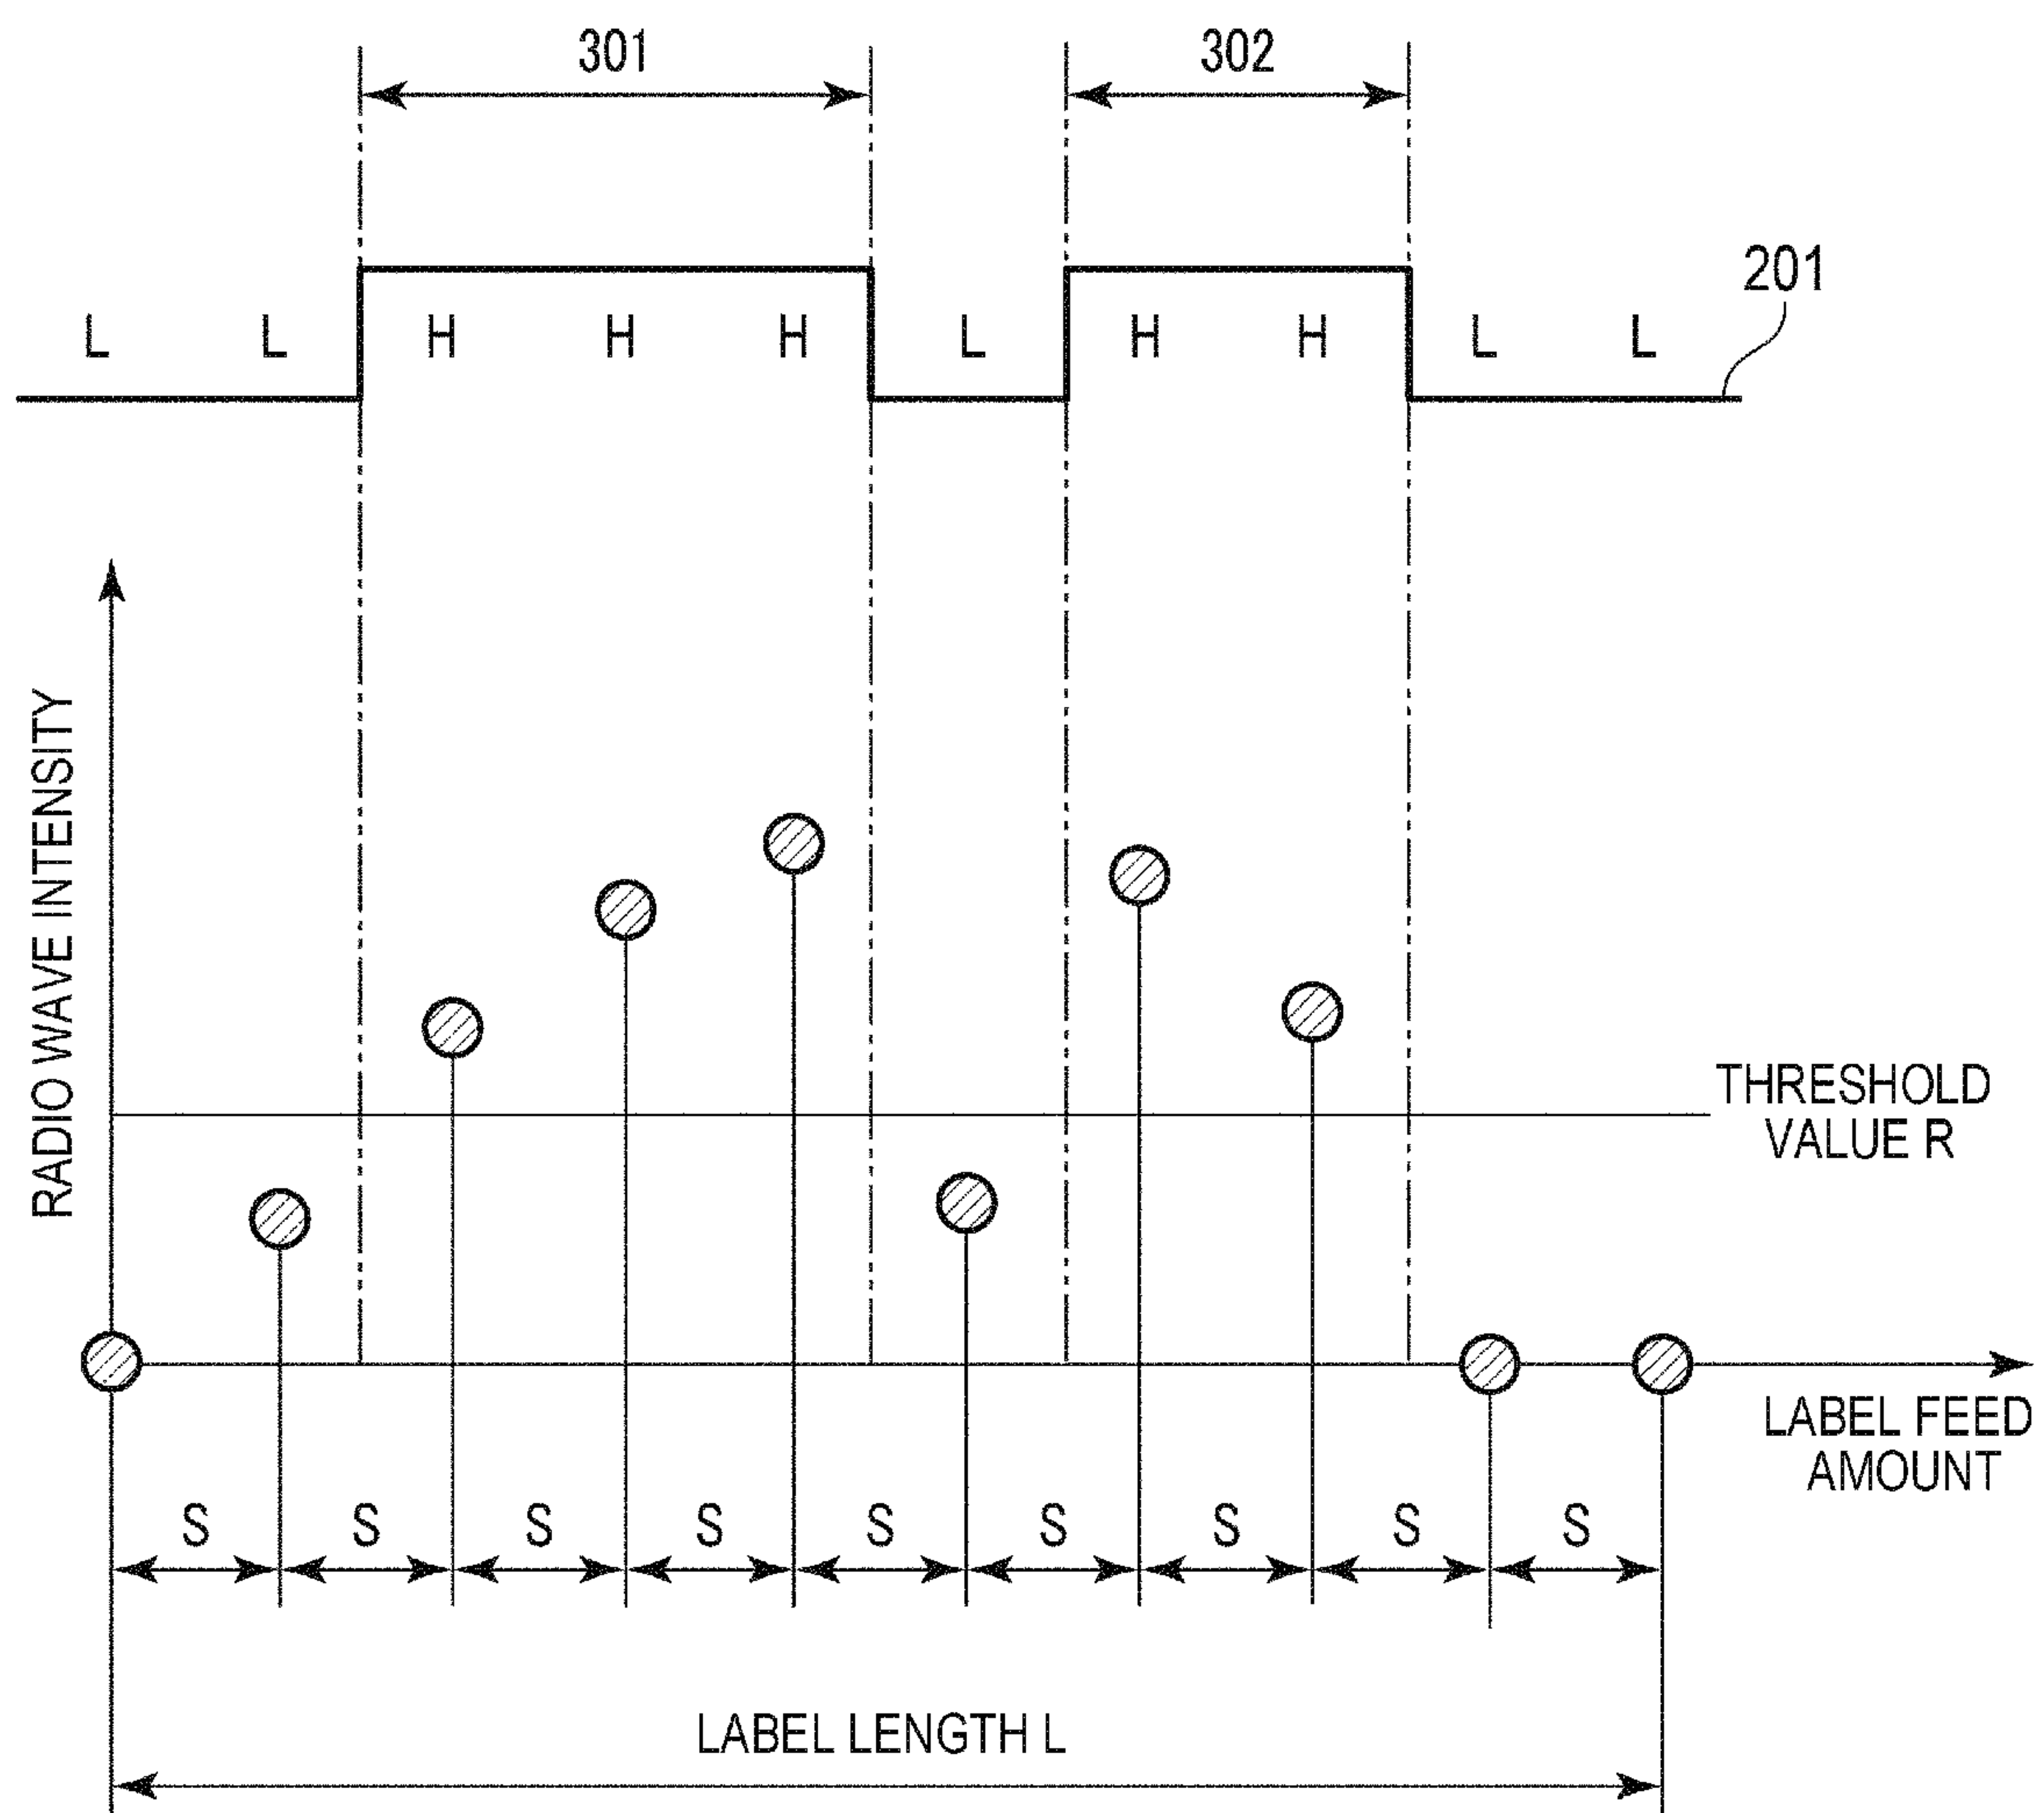 301 302
201
L L H H H L H H L L
RADIO WAVE INTENSITY
THRESHOLD
VALUE R
LABEL FEED
AMOUNT
S S S S S S S S S
LABEL LENGTH L